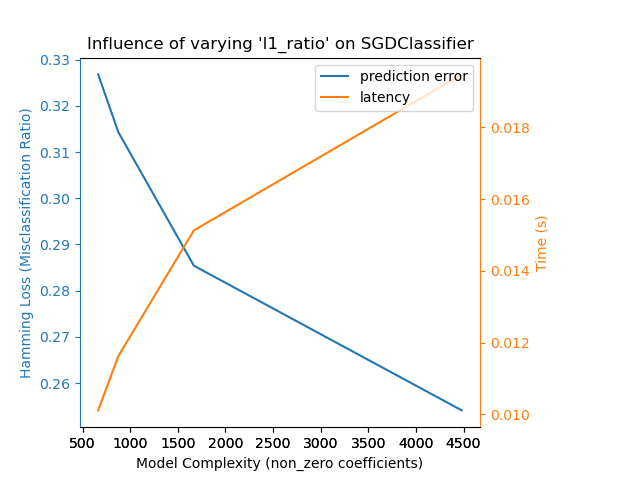 Influence of varying 'l1_ratio' on SGDClassifier
prediction error
latency
0.33
0.32
0.31
0.30
0.29
0.28
0.27
0.26
Hamming Loss (Misclassification Ratio)
0.018
0.016
0.014
0.012
0.010
Time (s)
500 1000 1500 2000 2500 3000 3500 4000 4500
Model Complexity (non_zero coefficients)